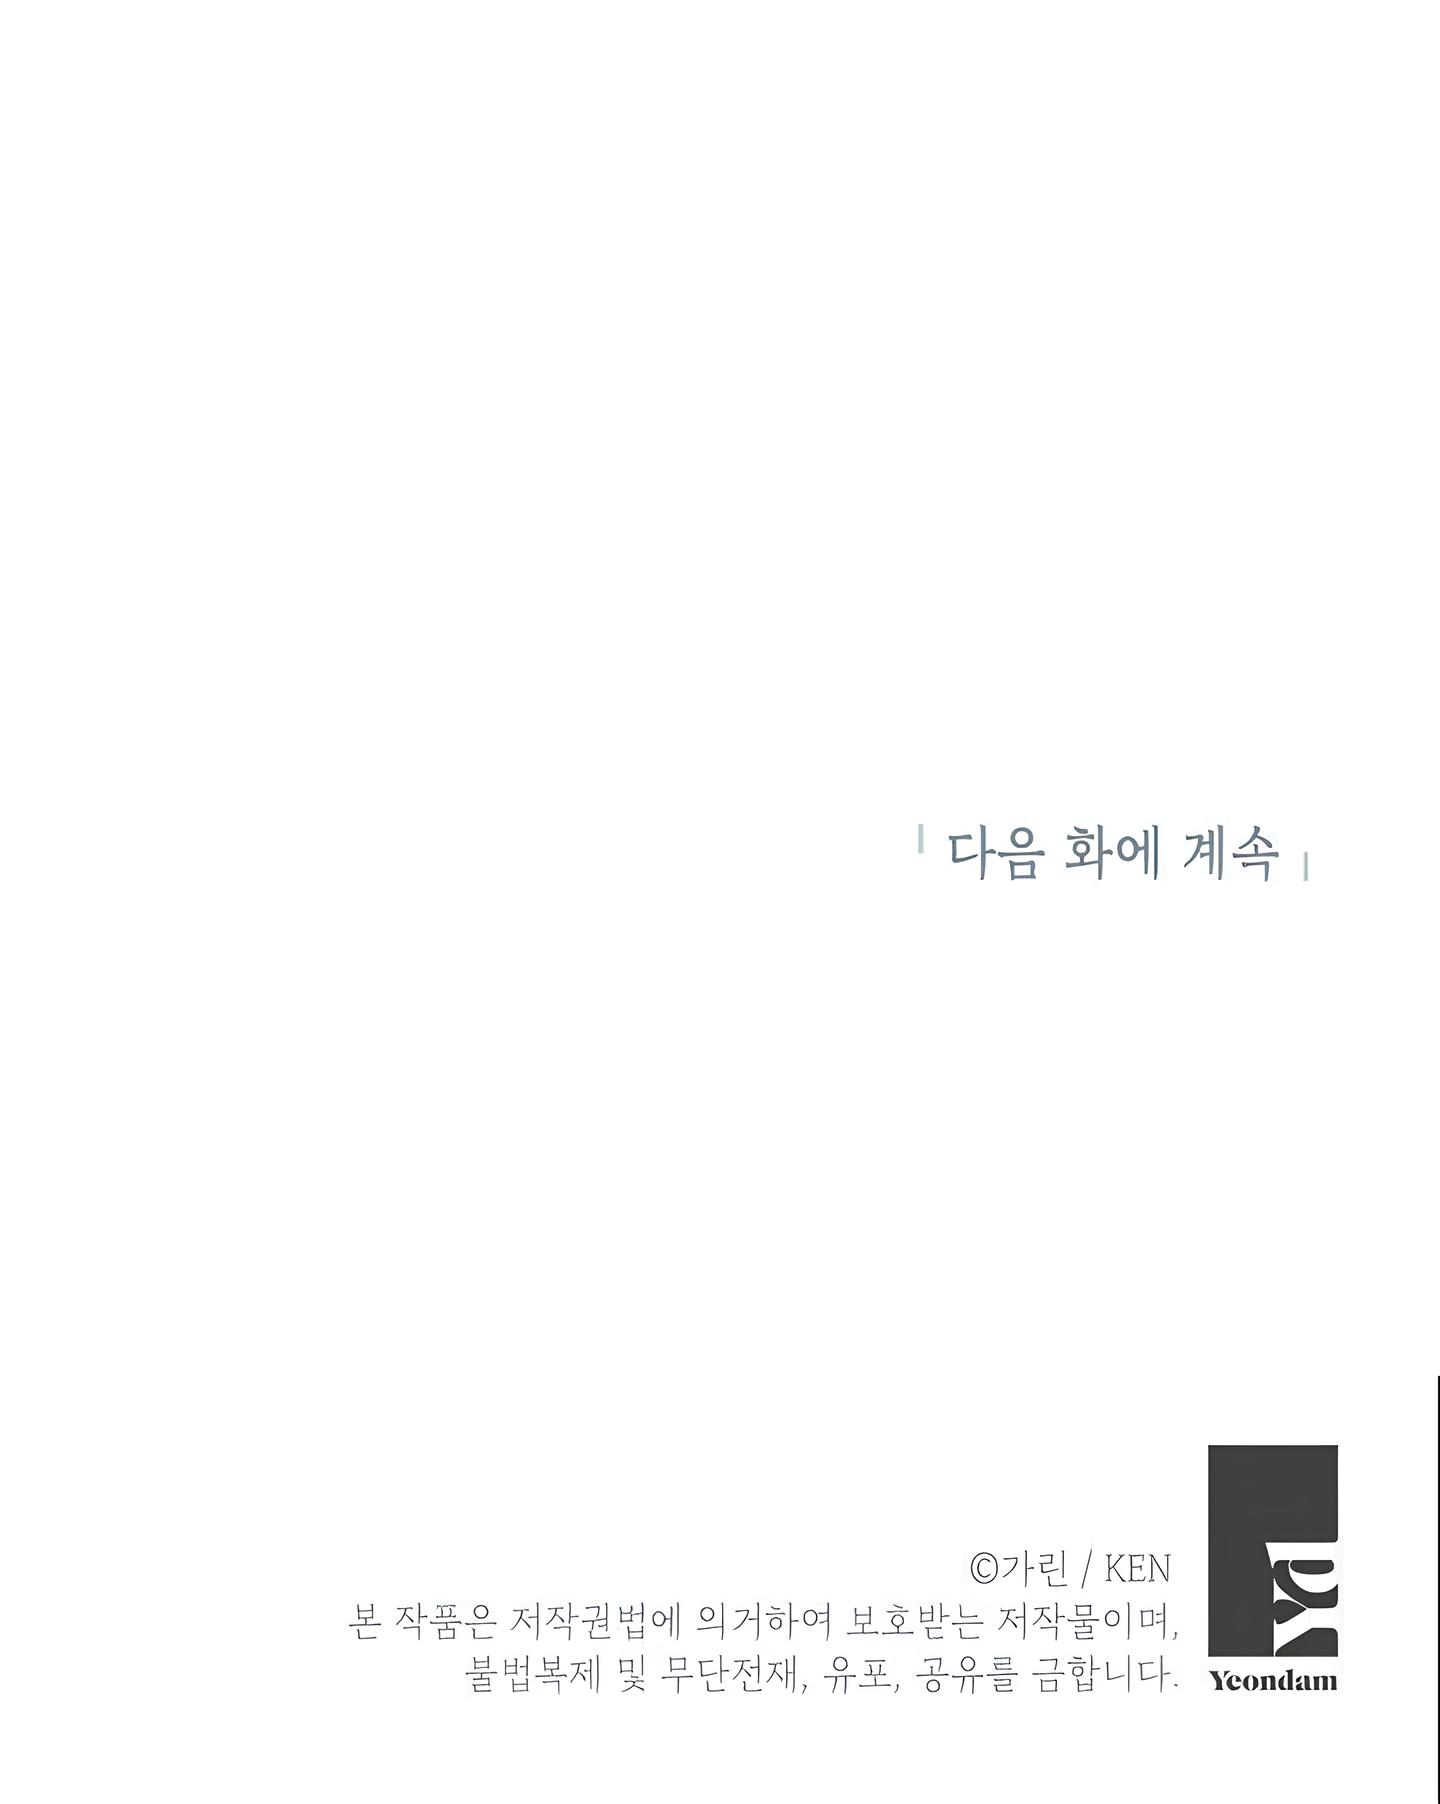 다음 화에 계속
©가린 / KEN
본 작품은 저작권법에 의거하여 보호받는 저작물이며,
불법복제 및 무단전재, 유포, 공유를 금합니다.
Yd
Yeondam